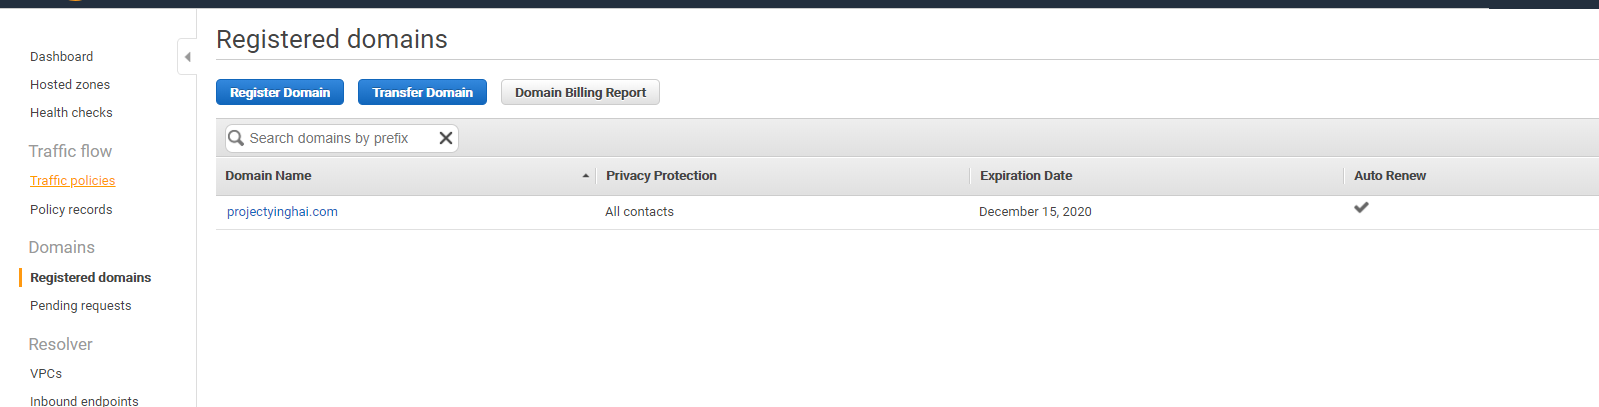 Registered domains
Dashboard
Hosted zones
Health checks
Traffic flow
Traffic policies
Policy records
Domains
Registered domains
Pending requests
Resolver
VPCs
Inbound endpoints
Register Domain Transfer Domain Domain Billing Report
Search domains by prefix
Domain Name Privacy Protection Expiration Date Auto Renew
projectyinghai.com All contacts December 15, 2020